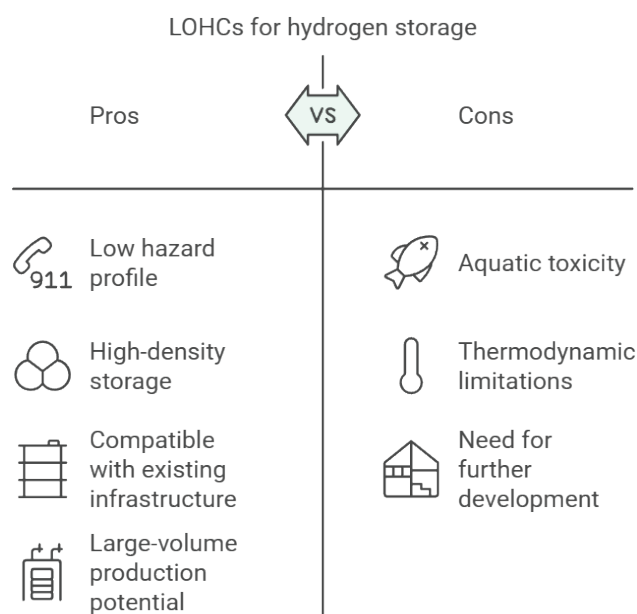 LOHCs for hydrogen storage
Pros
VS
Cons
911
Low hazard
profile
High-density
storage
Compatible
with existing
infrastructure
Large-volume
production
potential
Aquatic toxicity
Thermodynamic
limitations
Need for
further
development